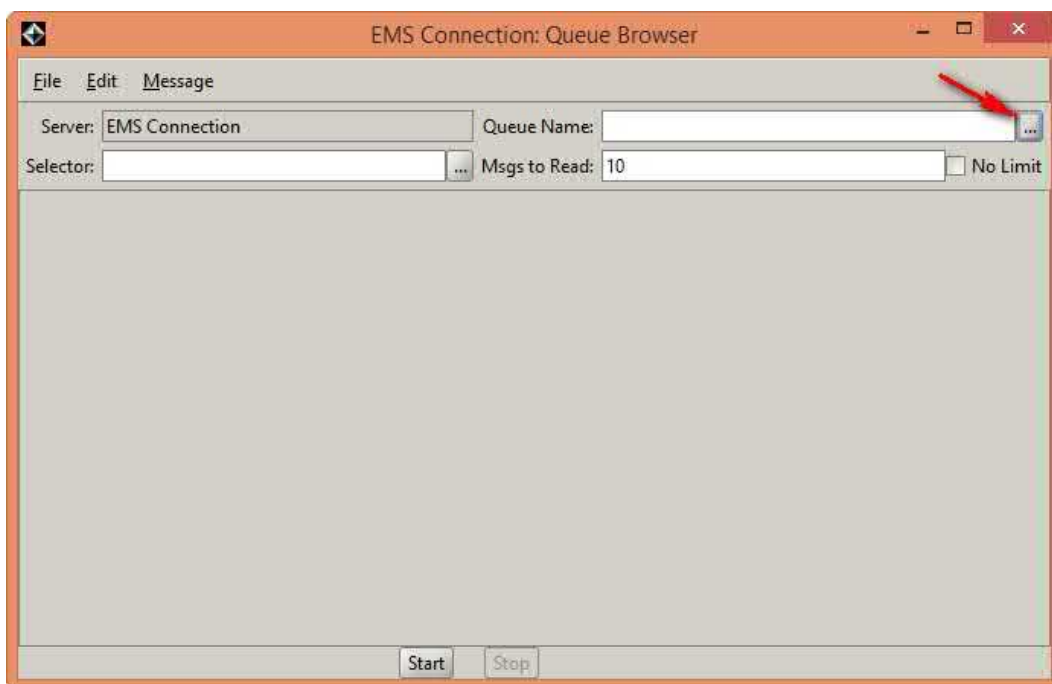 EMS Connection: Queue Browser
File Edit Message
Server: EMS Connection Queue Name: ...
Selector: ... Msgs to Read: 10 No Limit
Start Stop